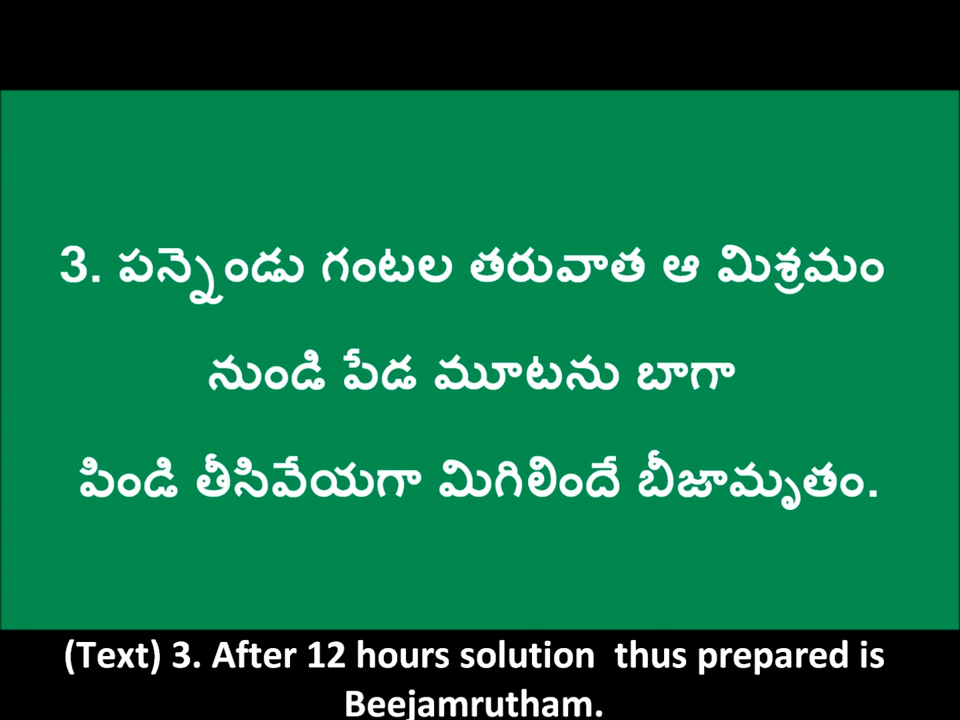 3. పన్నెండు గంటల తరువాత ఆ మిశ్రమం
నుండి పేడ మూటను బాగా
పిండి తీసివేయగా మిగిలిందే బీజామృతం.
(Text) 3. After 12 hours solution  thus prepared is
Beejamrutham.